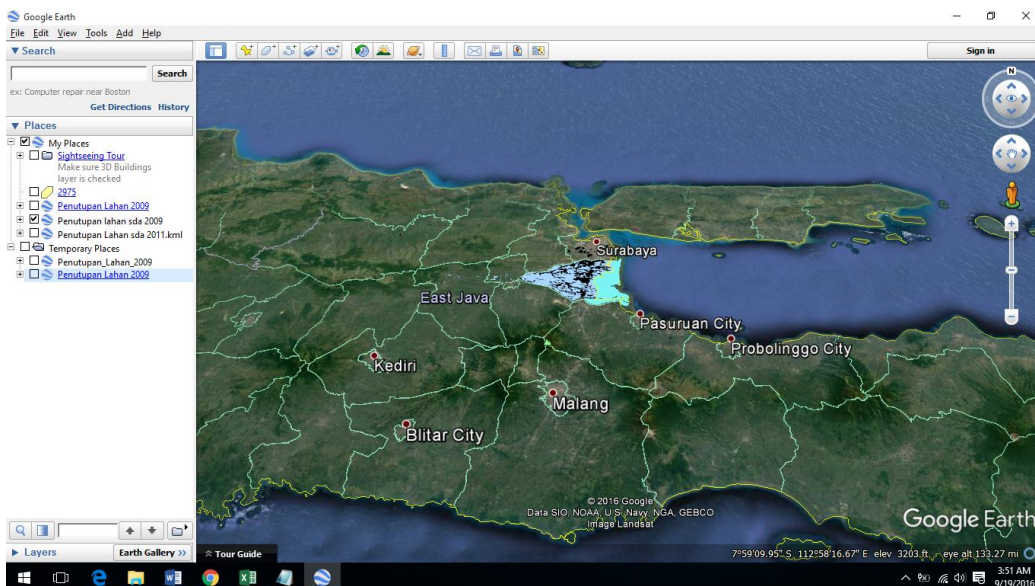 Google Earth
File Edit View Tools Add Help
Search
Sign in
Search
ex: Computer repair near Boston
Get Directions History
Places
My Places
Sightseeing Tour
Make sure 3D Buildings
layer is checked
2975
Penutupan Lahan 2009
Penutupan lahan sda 2009
Penutupan Lahan sda 2011.kml
Temporary Places
Penutupan_Lahan_2009
Penutupan Lahan 2009
N
Surabaya
East Java
Pasuruan City
Probolinggo City
Kediri
Malang
Blitar City
© 2016 Google
Data SIO, NOAA, U.S. Navy, NGA, GEBCO
Image Landsat
Google Earth
Layers
Earth Gallery >>
Tour Guide
7°59'09.95" S 112°58'16.67" E elev 3203 ft eye alt 133.27 mi
3:51 AM